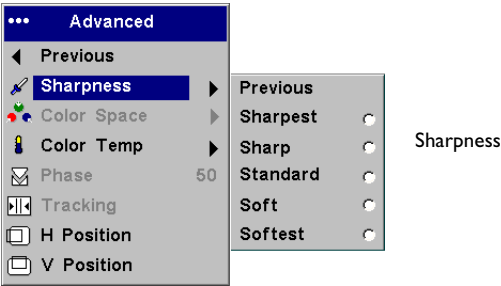 ••• Advanced
Previous
Sharpness
Color Space
Color Temp
Phase 50
Tracking
H Position
V Position
Previous
Sharpest
Sharp
Standard
Soft
Softest
Sharpness